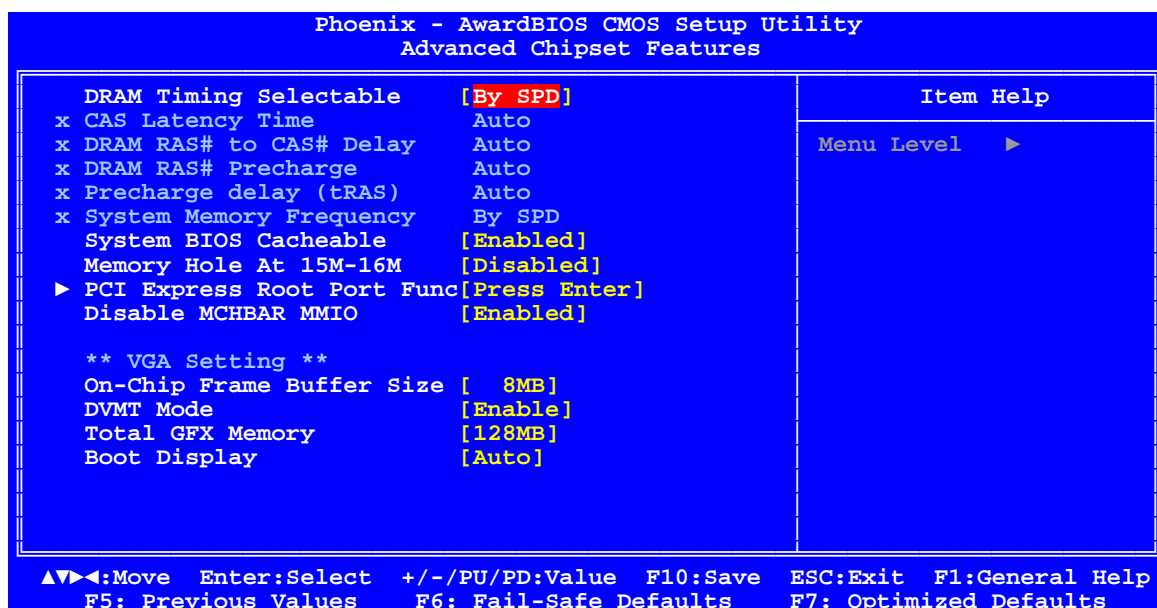 Phoenix - AwardBIOS CMOS Setup Utility
Advanced Chipset Features
DRAM Timing Selectable [By SPD] Item Help
x CAS Latency Time Auto
x DRAM RAS# to CAS# Delay Auto Menu Level ►
x DRAM RAS# Precharge Auto
x Precharge delay (tRAS) Auto
x System Memory Frequency By SPD
System BIOS Cacheable [Enabled]
Memory Hole At 15M-16M [Disabled]
► PCI Express Root Port Func[Press Enter]
Disable MCHBAR MMIO [Enabled]
** VGA Setting **
On-Chip Frame Buffer Size [ 8MB]
DVMT Mode [Enable]
Total GFX Memory [128MB]
Boot Display [Auto]
▲▼►◄:Move Enter:Select +/-/PU/PD:Value F10:Save ESC:Exit F1:General Help
F5: Previous Values F6: Fail-Safe Defaults F7: Optimized Defaults